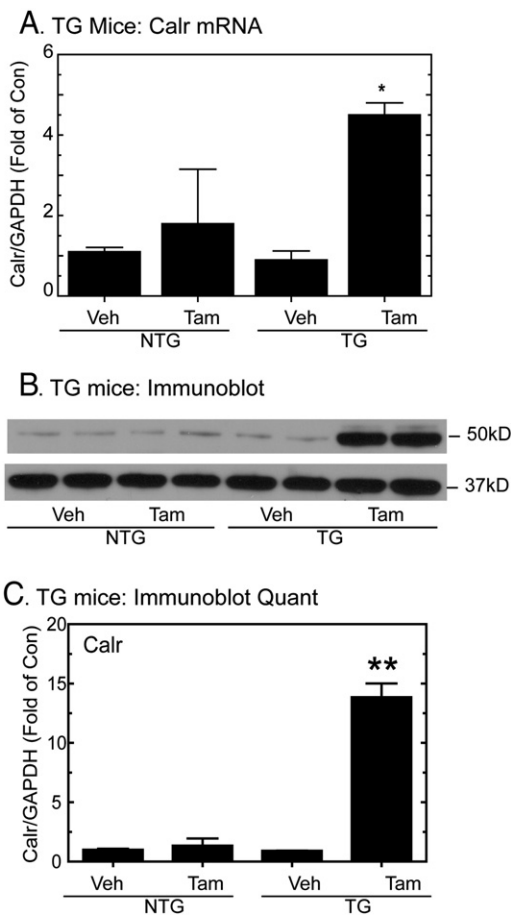 A. TG Mice: Calr mRNA
Calr/GAPDH (Fold of Con)
6
4
2
0
*
Veh Tam Veh Tam
NTG TG
B. TG mice: Immunoblot
– 50kD
– 37kD
Veh Tam Veh Tam
NTG TG
C. TG mice: Immunoblot Quant
Calr/GAPDH (Fold of Con)
20
15
10
5
0
Calr
**
Veh Tam Veh Tam
NTG TG